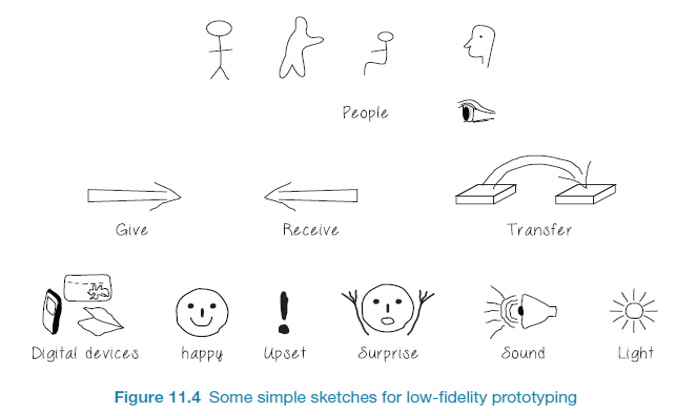 People
Give
Receive
Transfer
Digital devices
happy
Upset
Surprise
Sound
Light
Figure 11.4 Some simple sketches for low-fidelity prototyping